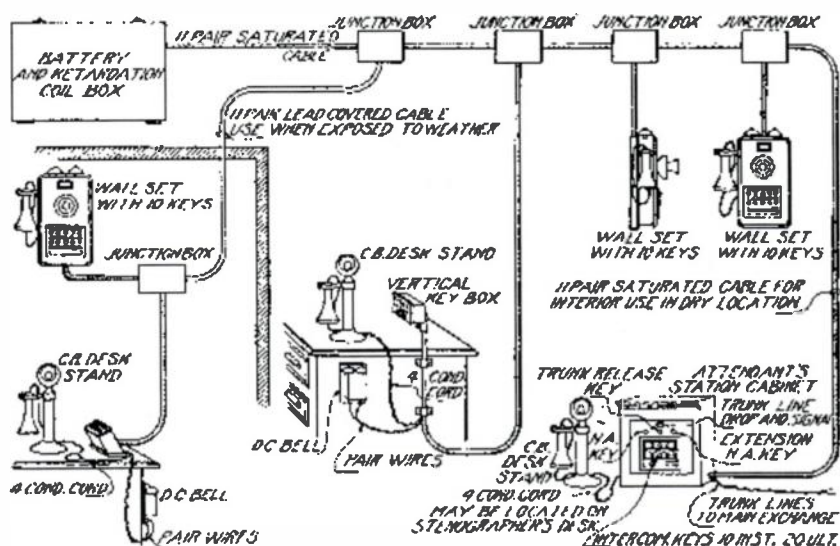 JUNCTION BOX
JUNCTION BOX
JUNCTION BOX
JUNCTION BOX
BATTERY
AND RETARDATION
COIL BOX
11 PAIR SATURATED
CABLE
11 PAIR LEAD COVERED CABLE
USE WHEN EXPOSED TO WEATHER
WALL SET
WITH 10 KEYS
JUNCTION BOX
C.B. DESK STAND
VERTICAL
KEY BOX
WALL SET
WITH 10 KEYS
WALL SET
WITH 10 KEYS
11 PAIR SATURATED CABLE FOR
INTERIOR USE IN DRY LOCATION
C.B. DESK
STAND
4
COND.
CORD
D.C. BELL
PAIR WIRES
4 COND. CORD
D.C. BELL
PAIR WIRES
TRUNK RELEASE
KEY
ATTENDANT'S
STATION CABINET
TRUNK LINE
DROP AND SIGNAL
EXTENSION
N.A. KEY
N.A.
KEY
C.B.
DESK
STAND
4 COND. CORD
MAY BE LOCATED ON
STENOGRAPHER'S DESK
TRUNK LINES
TO MAIN EXCHANGE
INTERCOM. KEYS 10 INST. 20 ULT.